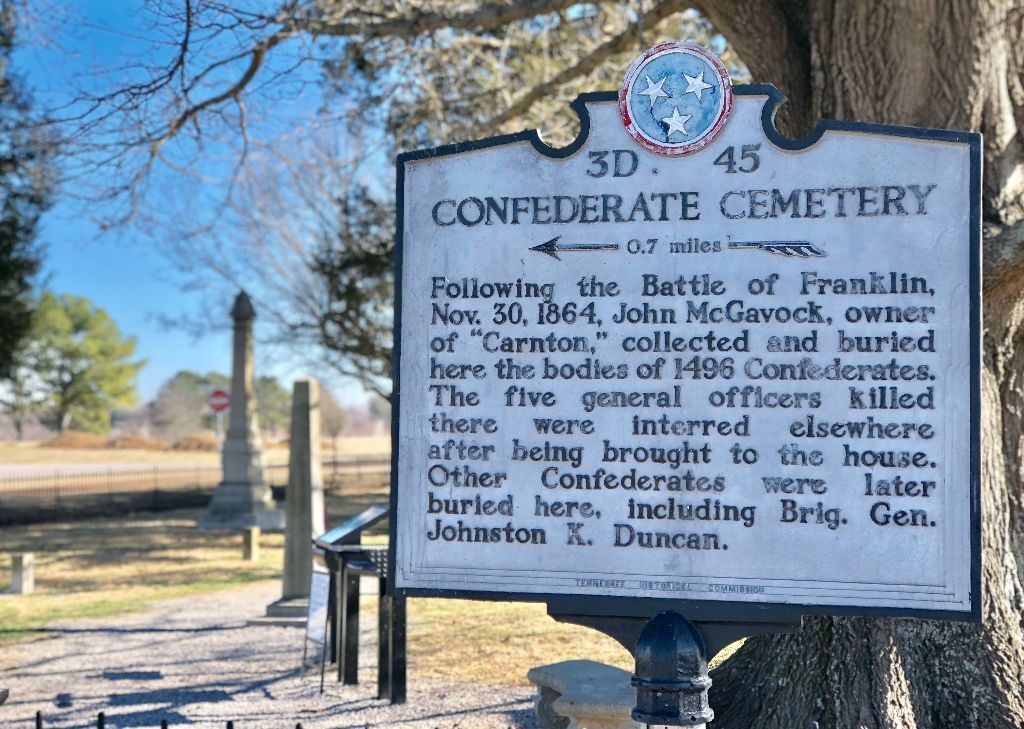 3D 45
CONFEDERATE CEMETERY
0.7 miles
Following the Battle of Franklin,
Nov. 30, 1864, John McGavock, owner
of "Carnton," collected and buried
here the bodies of 1496 Confederates.
The five general officers killed
there were interred elsewhere
after being brought to the house.
Other Confederates were later
buried here, including Brig. Gen.
Johnston K. Duncan.
TENNESSEE HISTORICAL COMMISSION